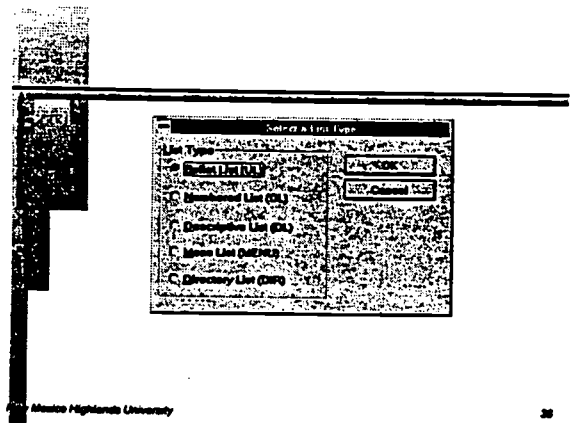 Select a List Type
List Type
Bullet List (UL)
Numbered List (OL)
Descriptive List (DL)
Menu List (MENU)
Directory List (DIR)
OK
Cancel
New Mexico Highlands University